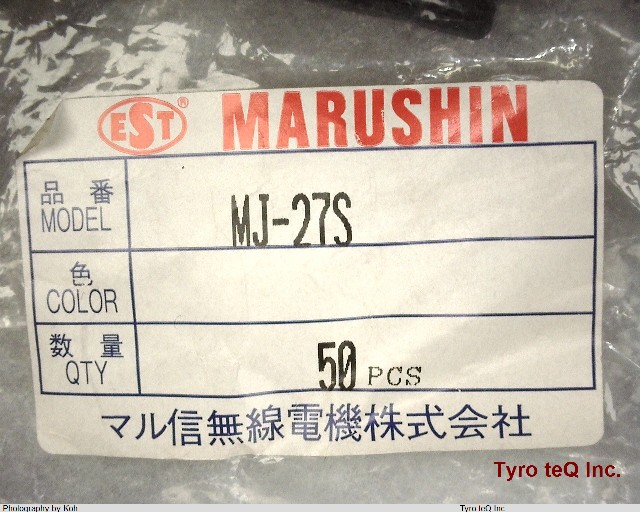 EST® MARUSHIN
品番 MODEL MJ-27S
色 COLOR
数量 QTY 50 PCS
マル信無線電機株式会社
Tyro teQ Inc.
Photography by Koh Tyro teQ Inc